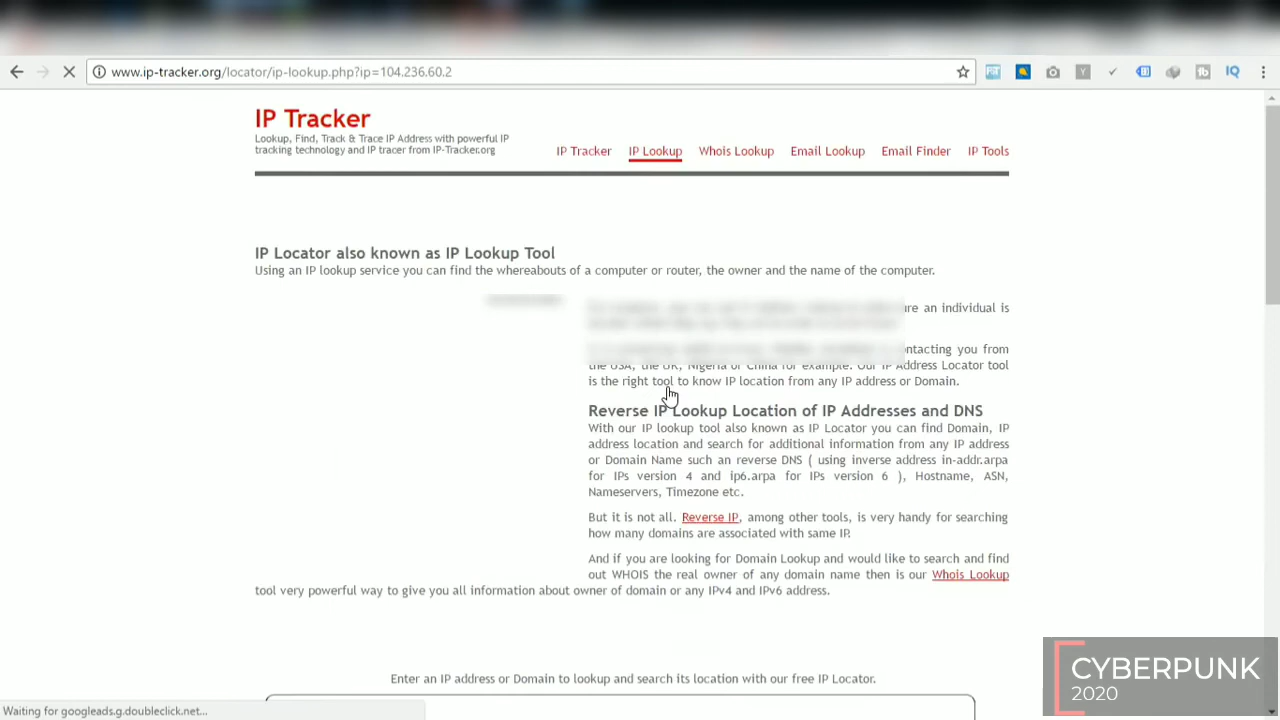 www.ip-tracker.org/locator/ip-lookup.php?ip=104.236.60.2
IP Tracker
Lookup, Find, Track & Trace IP Address with powerful IP
tracking technology and IP tracer from IP-Tracker.org
IP Tracker IP Lookup Whois Lookup Email Lookup Email Finder IP Tools
IP Locator also known as IP Lookup Tool
Using an IP lookup service you can find the whereabouts of a computer or router, the owner and the name of the computer.
an individual is
you from
the USA, the UK, Nigeria or China for example. Our IP Address Locator tool
is the right tool to know IP location from any IP address or Domain.
Reverse IP Lookup Location of IP Addresses and DNS
With our IP lookup tool also known as IP Locator you can find Domain, IP
address location and search for additional information from any IP address
or Domain Name such an reverse DNS ( using inverse address in-addr.arpa
for IPs version 4 and ip6.arpa for IPs version 6 ), Hostname, ASN,
Nameservers, Timezone etc.
But it is not all. Reverse IP, among other tools, is very handy for searching
how many domains are associated with same IP.
And if you are looking for Domain Lookup and would like to search and find
out WHOIS the real owner of any domain name then is our Whois Lookup
tool very powerful way to give you all information about owner of domain or any IPv4 and IPv6 address.
Enter an IP address or Domain to lookup and search its location with our free IP Locator.
Waiting for googleads.g.doubleclick.net...
CYBERPUNK
2020